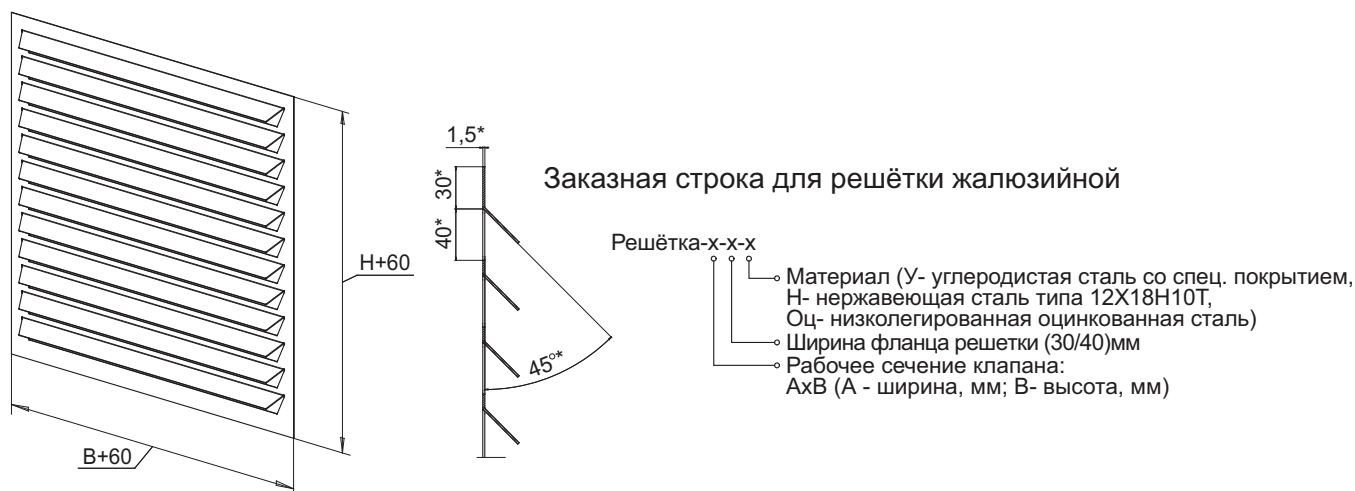 1,5*
30*
40*
45°*
H+60
B+60
Заказная строка для решётки жалюзийной
Решётка-х-х-х
Материал (У- углеродистая сталь со спец. покрытием,
Н- нержавеющая сталь типа 12Х18Н10Т,
Оц- низколегированная оцинкованная сталь)
Ширина фланца решетки (30/40)мм
Рабочее сечение клапана:
АхВ (А - ширина, мм; В- высота, мм)